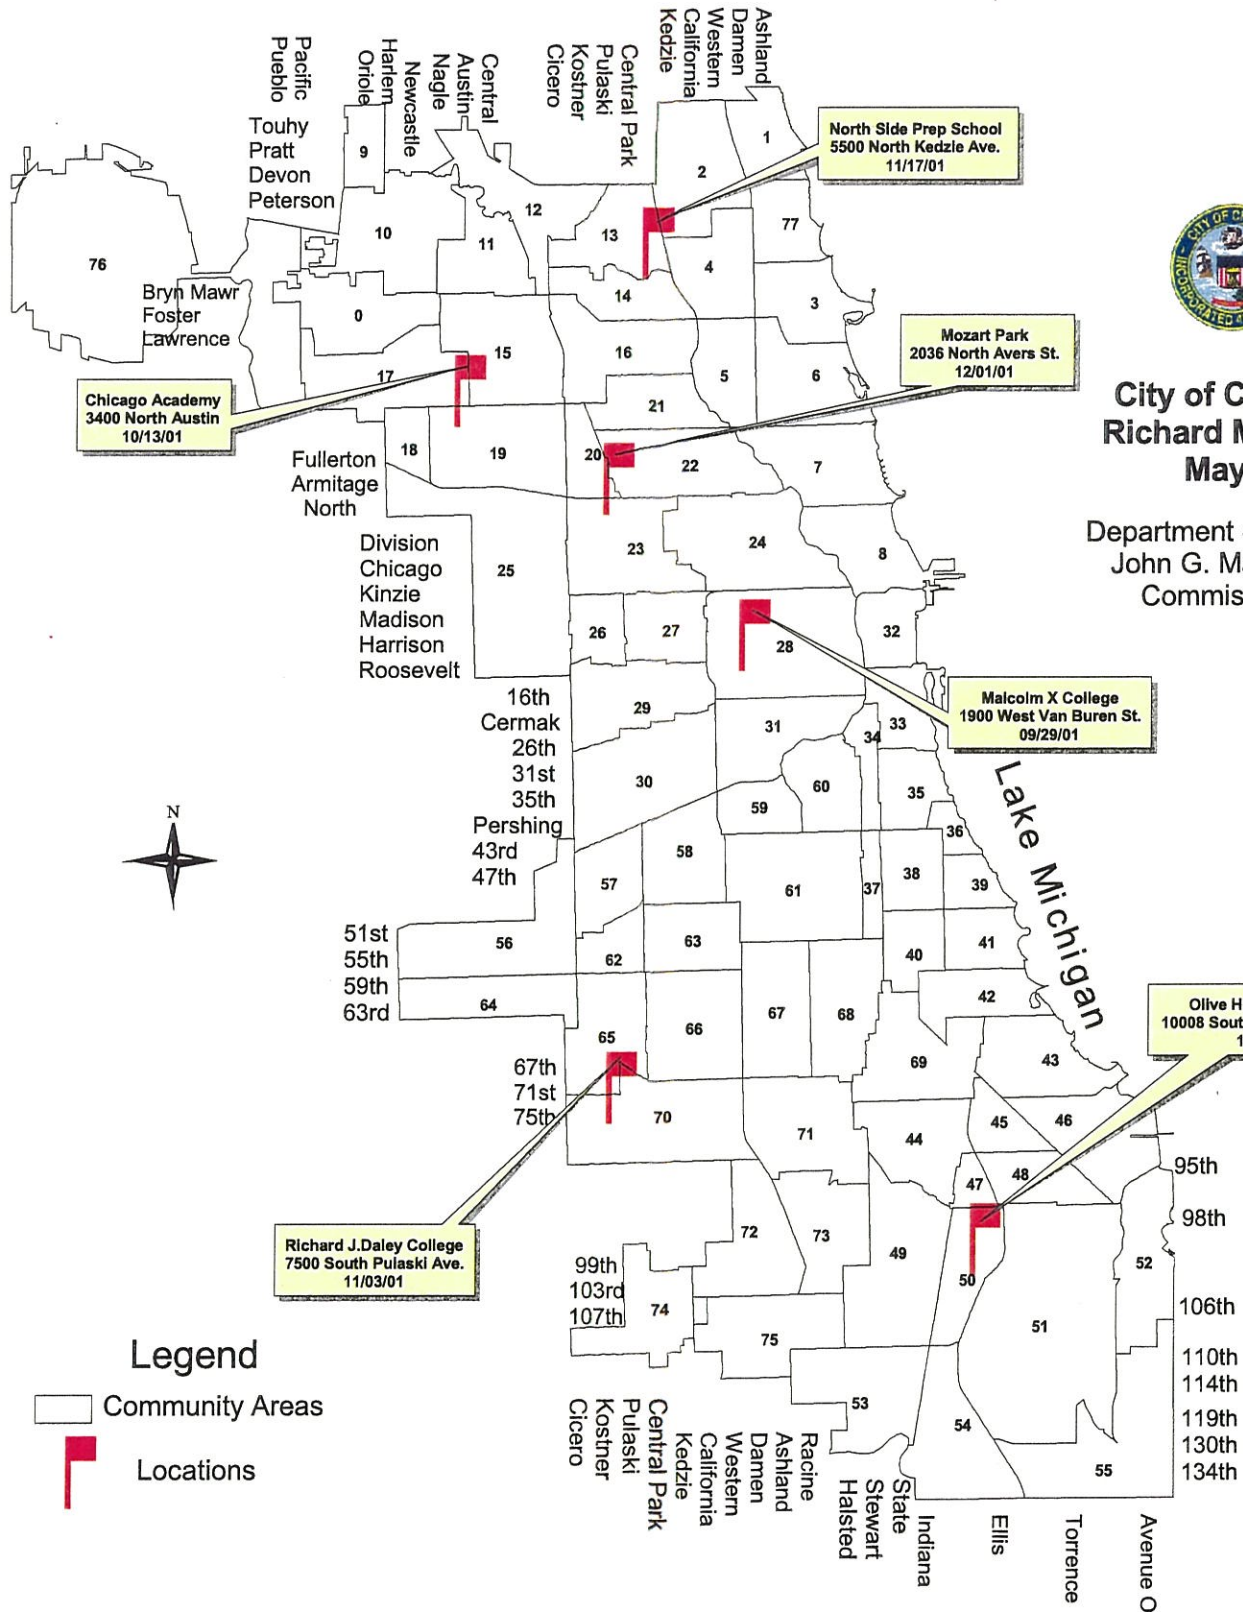 Pacific
Pueblo
Harlem
Oriole
Newcastle
Central
Austin
Nagle
Central Park
Pulaski
Kostner
Cicero
Ashland
Damen
Western
California
Kedzie
Touhy
Pratt
Devon
Peterson
Bryn Mawr
Foster
Lawrence
North Side Prep School
5500 North Kedzie Ave.
11/17/01
Mozart Park
2036 North Avers St.
12/01/01
Chicago Academy
3400 North Austin
10/13/01
City of C
Richard M
May
Department
John G. M
Commis
Fullerton
Armitage
North
Division
Chicago
Kinzie
Madison
Harrison
Roosevelt
Malcolm X College
1900 West Van Buren St.
09/29/01
16th
Cermak
26th
31st
35th
Pershing
43rd
47th
Lake Michigan
N
51st
55th
59th
63rd
Olive H
10008 Sout
1
67th
71st
75th
95th
98th
Richard J.Daley College
7500 South Pulaski Ave.
11/03/01
99th
103rd
107th
106th
110th
114th
119th
130th
134th
Legend
Community Areas
Locations
Central Park
Pulaski
Kostner
Cicero
Racine
Ashland
Damen
Western
California
Kedzie
State
Stewart
Halsted
Indiana
Ellis
Torrence
Avenue O
1
2
9
12
13
77
10
11
4
76
14
3
0
15
16
17
5
6
21
18
19
20
22
7
23
24
8
25
26
27
28
32
29
31
34
33
30
59
60
35
36
58
57
61
37
38
39
56
62
63
40
41
64
42
65
66
67
68
69
43
70
71
44
45
46
47
48
72
73
49
50
52
74
75
51
53
54
55